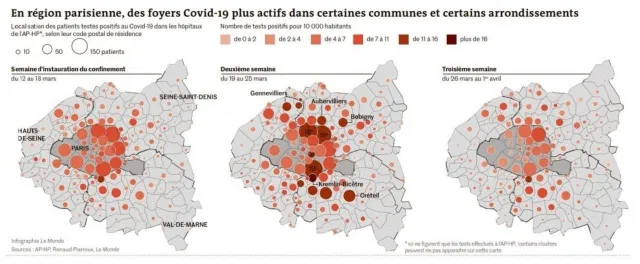 En région parisienne, des foyers Covid-19 plus actifs dans certaines communes et certains arrondissements
Localisation des patients testés positifs au Covid-19 dans les hôpitaux
de l'AP-HP*, selon leur code postal de résidence
10
50
150 patients
Nombre de tests positifs pour 10 000 habitants
de 0 à 2
de 2 à 4
de 4 à 7
de 7 à 11
de 11 à 16
plus de 16
Semaine d'instauration du confinement
du 12 au 18 mars
SEINE-SAINT-DENIS
HAUTS-
DE-SEINE
PARIS
VAL-DE-MARNE
Deuxième semaine
du 19 au 25 mars
Gennevilliers
Aubervilliers
Bobigny
Kremlin-Bicêtre
Créteil
Troisième semaine
du 26 mars au 1er avril
Infographie Le Monde
Sources : AP-HP, Renaud Piarroux, Le Monde
* ici ne figurent que les tests effectués à l'AP-HP, certains clusters
peuvent ne pas apparaître sur cette carte